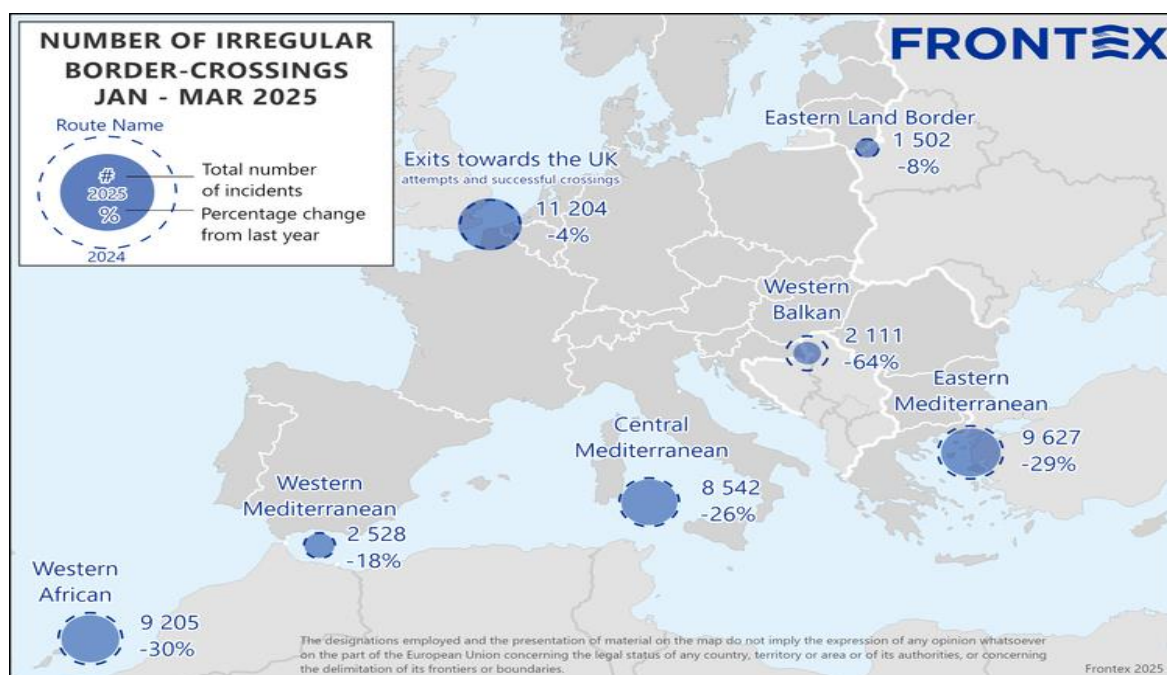 NUMBER OF IRREGULAR
BORDER-CROSSINGS
JAN - MAR 2025
Route Name
#
2025
%
Total number
of incidents
Percentage change
from last year
2024
FRONTEX
Eastern Land Border
1 502
-8%
Exits towards the UK
attempts and successful crossings
11 204
-4%
Western
Balkan
2 111
-64%
Eastern
Mediterranean
9 627
-29%
Central
Mediterranean
8 542
-26%
Western
Mediterranean
2 528
-18%
Western
African
9 205
-30%
The designations employed and the presentation of material on the map do not imply the expression of any opinion whatsoever
on the part of the European Union concerning the legal status of any country, territory or area or of its authorities, or concerning
the delimitation of its frontiers or boundaries.
Frontex 2025